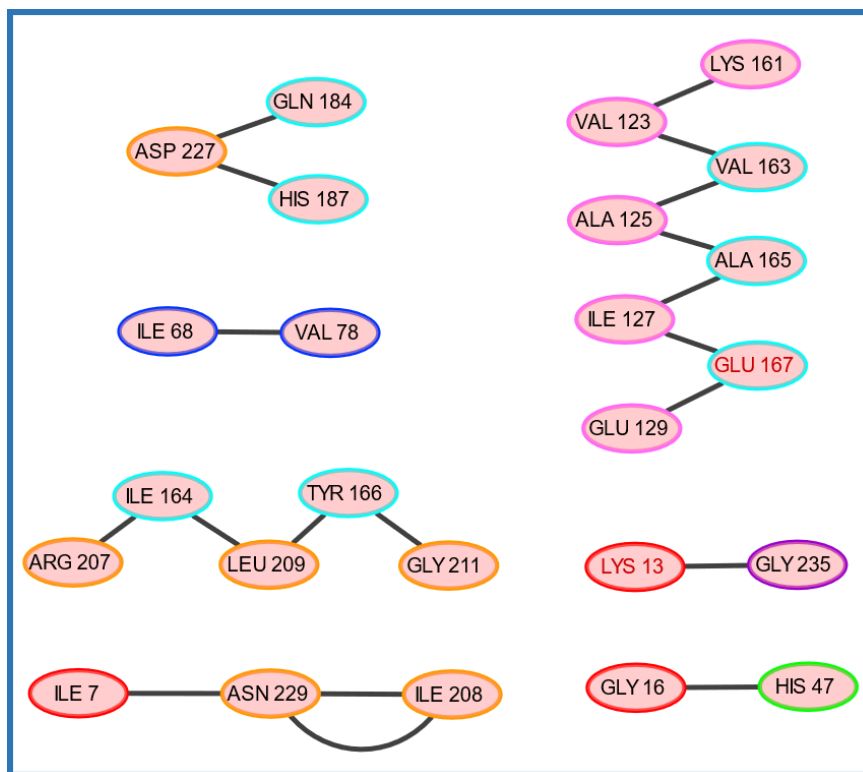 GLN 184
ASP 227
HIS 187
ILE 68
VAL 78
ILE 164
TYR 166
ARG 207
LEU 209
GLY 211
ILE 7
ASN 229
ILE 208
LYS 161
VAL 123
VAL 163
ALA 125
ALA 165
ILE 127
GLU 167
GLU 129
LYS 13
GLY 235
GLY 16
HIS 47